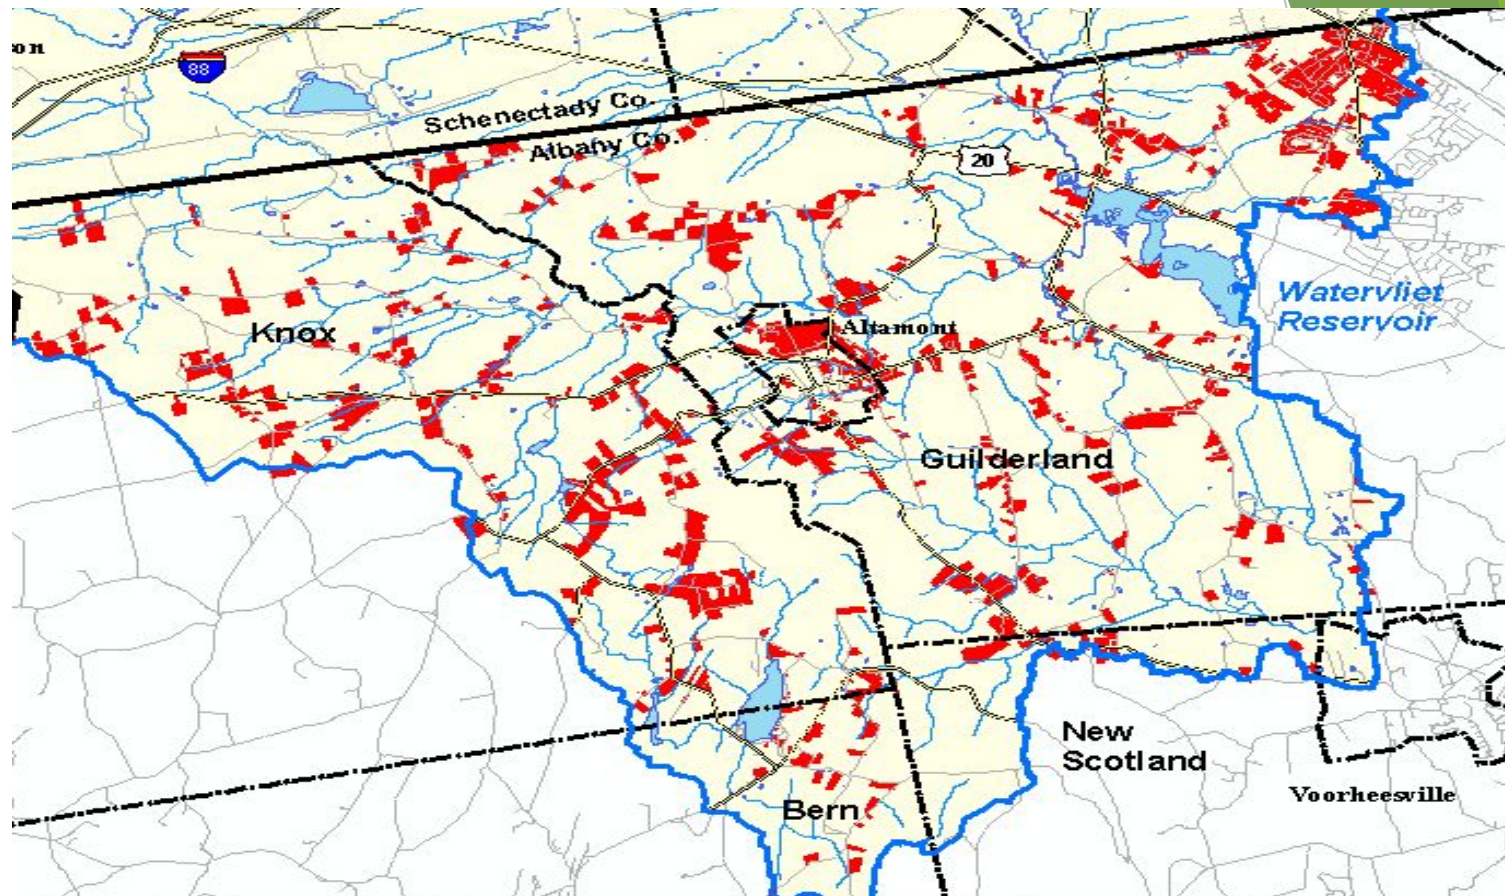 on
88
Schenectady Co.
Albany Co.
20
Watervliet
Reservoir
Knox
Altamont
Guilderland
New
Scotland
Voorheesville
Bern